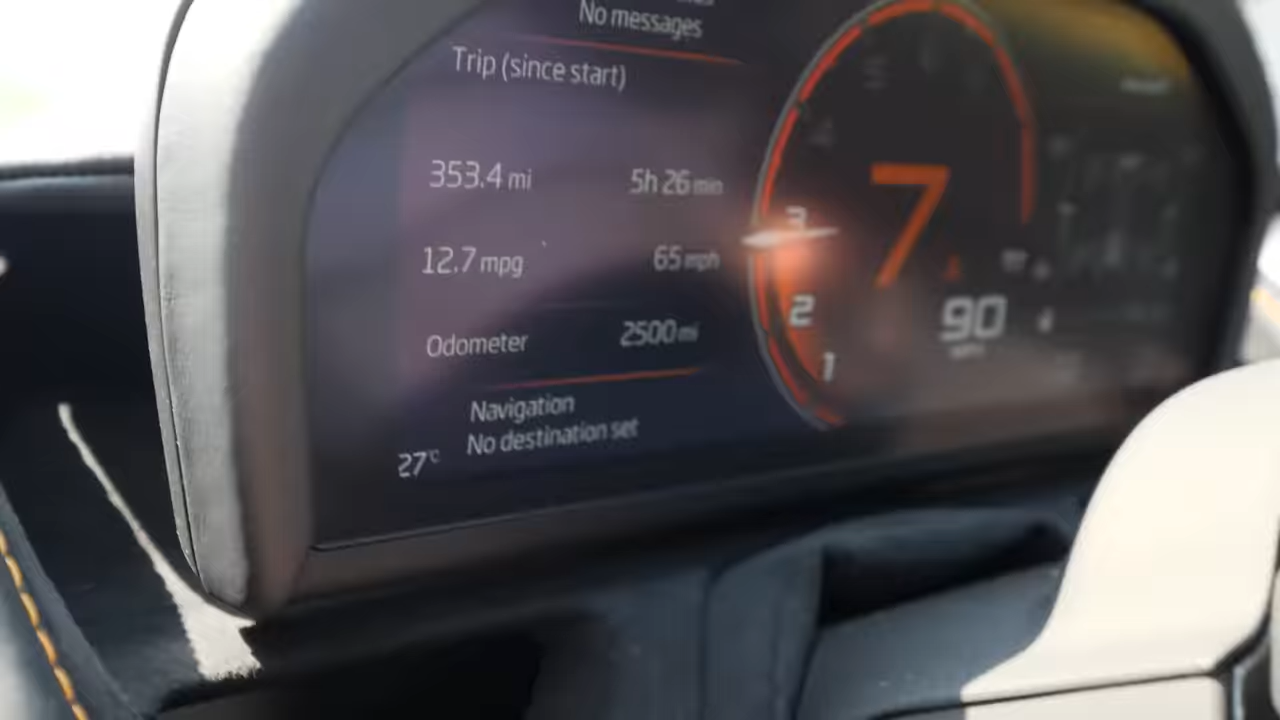 No messages
Trip (since start)
353.4 mi 5h 26 min
12.7 mpg 65 mph
Odometer 2500 mi
Navigation
No destination set
27°C
3
2
1
7
90